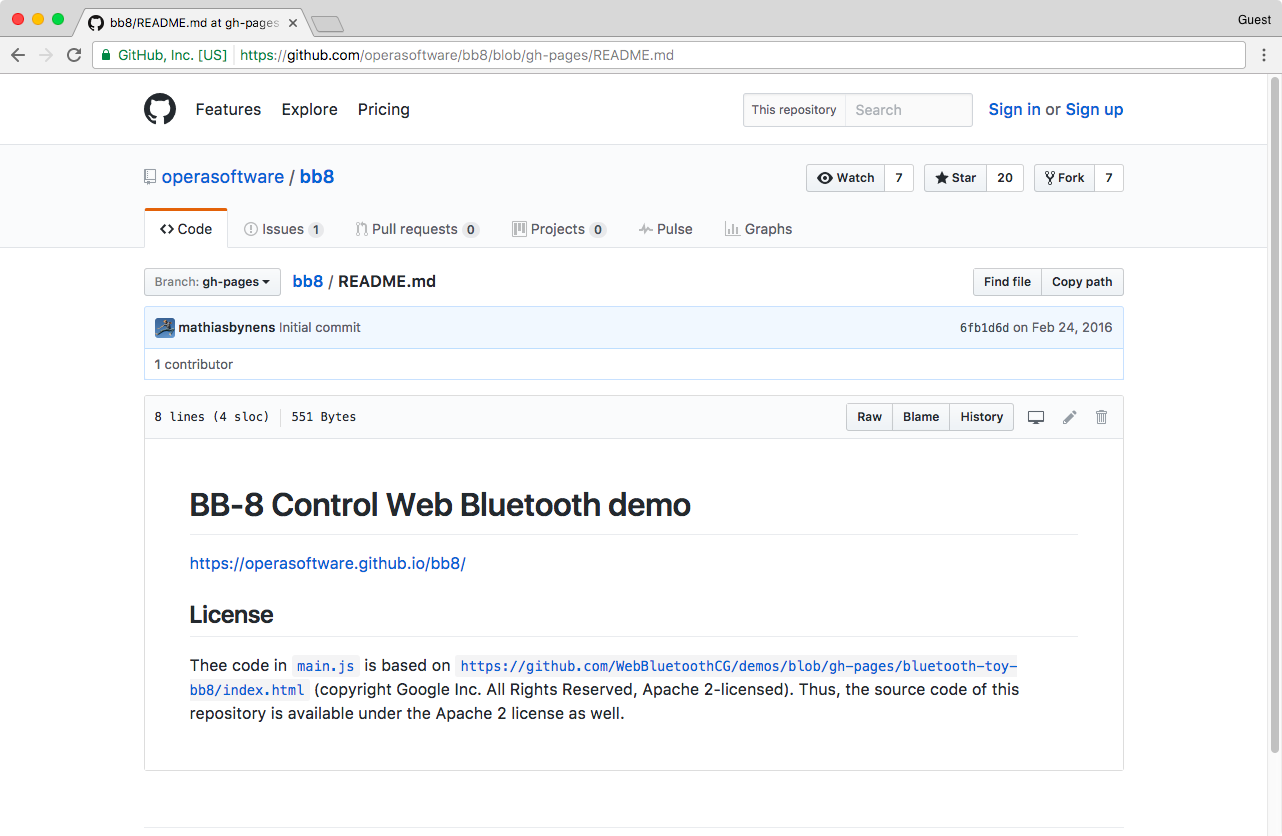 bb8/README.md at gh-pages
Guest
GitHub, Inc. [US] https://github.com/operasoftware/bb8/blob/gh-pages/README.md
Features Explore Pricing This repository Search Sign in or Sign up
operasoftware / bb8 Watch 7 Star 20 Fork 7
Code Issues 1 Pull requests 0 Projects 0 Pulse Graphs
Branch: gh-pages bb8 / README.md Find file Copy path
mathiasbynens Initial commit 6fb1d6d on Feb 24, 2016
1 contributor
8 lines (4 sloc) 551 Bytes Raw Blame History
BB-8 Control Web Bluetooth demo
https://operasoftware.github.io/bb8/
License
Thee code in main.js is based on https://github.com/WebBluetoothCG/demos/blob/gh-pages/bluetooth-toy-
bb8/index.html (copyright Google Inc. All Rights Reserved, Apache 2-licensed). Thus, the source code of this
repository is available under the Apache 2 license as well.